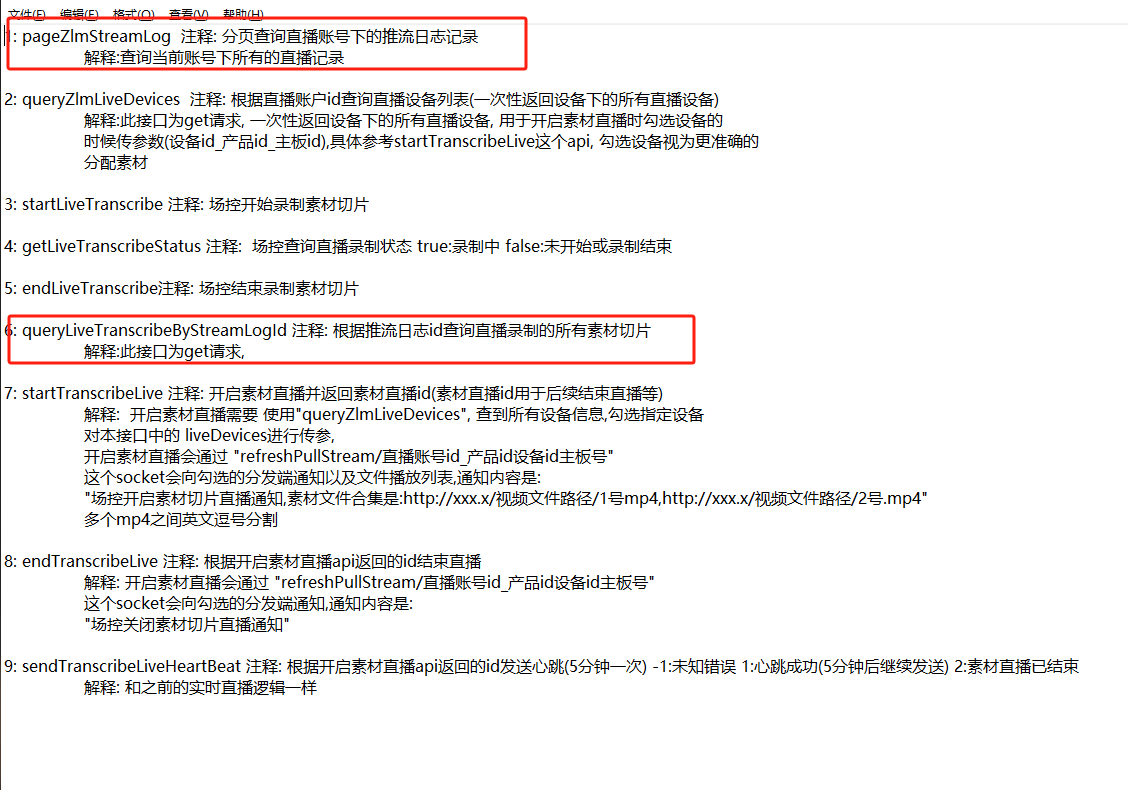 文件(F) 编辑(E) 格式(O) 查看(V) 帮助(H)
1: pageZlmStreamLog 注释: 分页查询直播账号下的推流日志记录
解释:查询当前账号下所有的直播记录
2: queryZlmLiveDevices 注释: 根据直播账户id查询直播设备列表(一次性返回设备下的所有直播设备)
解释:此接口为get请求, 一次性返回设备下的所有直播设备, 用于开启素材直播时勾选设备的
时候传参数(设备id_产品id_主板id),具体参考startTranscribeLive这个api, 勾选设备视为更准确的
分配素材
3: startLiveTranscribe 注释: 场控开始录制素材切片
4: getLiveTranscribeStatus 注释: 场控查询直播录制状态 true:录制中 false:未开始或录制结束
5: endLiveTranscribe注释: 场控结束录制素材切片
6: queryLiveTranscribeByStreamLogId 注释: 根据推流日志id查询直播录制的所有素材切片
解释:此接口为get请求,
7: startTranscribeLive 注释: 开启素材直播并返回素材直播id(素材直播id用于后续结束直播等)
解释: 开启素材直播需要 使用"queryZlmLiveDevices", 查到所有设备信息,勾选指定设备
对本接口中的 liveDevices进行传参,
开启素材直播会通过 "refreshPullStream/直播账号id_产品id设备id主板号"
这个socket会向勾选的分发端通知以及文件播放列表,通知内容是:
"场控开启素材切片直播通知,素材文件合集是:http://xxx.x/视频文件路径/1号mp4,http://xxx.x/视频文件路径/2号.mp4"
多个mp4之间英文逗号分割
8: endTranscribeLive 注释: 根据开启素材直播api返回的id结束直播
解释: 开启素材直播会通过 "refreshPullStream/直播账号id_产品id设备id主板号"
这个socket会向勾选的分发端通知,通知内容是:
"场控关闭素材切片直播通知"
9: sendTranscribeLiveHeartBeat 注释: 根据开启素材直播api返回的id发送心跳(5分钟一次) -1:未知错误 1:心跳成功(5分钟后继续发送) 2:素材直播已结束
解释: 和之前的实时直播逻辑一样